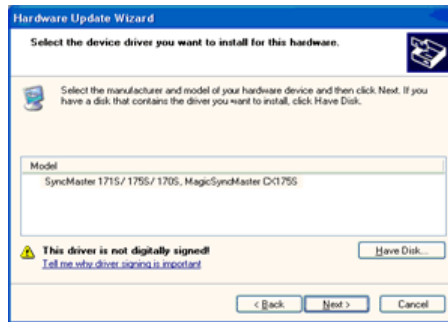 Hardware Update Wizard
Select the device driver you want to install for this hardware.
Select the manufacturer and model of your hardware device and then click Next. If you
have a disk that contains the driver you want to install, click Have Disk.
Model
SyncMaster 171S/ 175S/ 170S, MagicSyncMaster CX175S
This driver is not digitally signed!
Have Disk...
Tell me why driver signing is important
< Back
Next >
Cancel